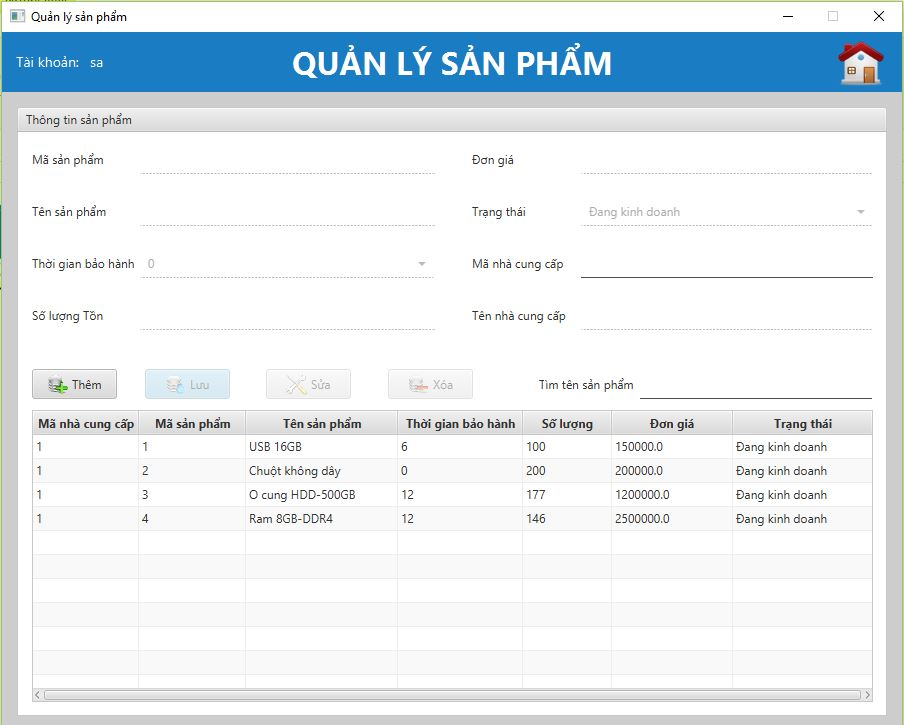 Quản lý sản phẩm
Tài khoản: sa
QUẢN LÝ SẢN PHẨM
Thông tin sản phẩm
Mã sản phẩm
Đơn giá
Tên sản phẩm
Trạng thái Đang kinh doanh
Thời gian bảo hành 0
Mã nhà cung cấp
Số lượng Tồn
Tên nhà cung cấp
Thêm Lưu Sửa Xóa Tìm tên sản phẩm
Mã nhà cung cấp Mã sản phẩm Tên sản phẩm Thời gian bảo hành Số lượng Đơn giá Trạng thái
1 1 USB 16GB 6 100 150000.0 Đang kinh doanh
1 2 Chuột không dây 0 200 200000.0 Đang kinh doanh
1 3 O cung HDD-500GB 12 177 1200000.0 Đang kinh doanh
1 4 Ram 8GB-DDR4 12 146 2500000.0 Đang kinh doanh